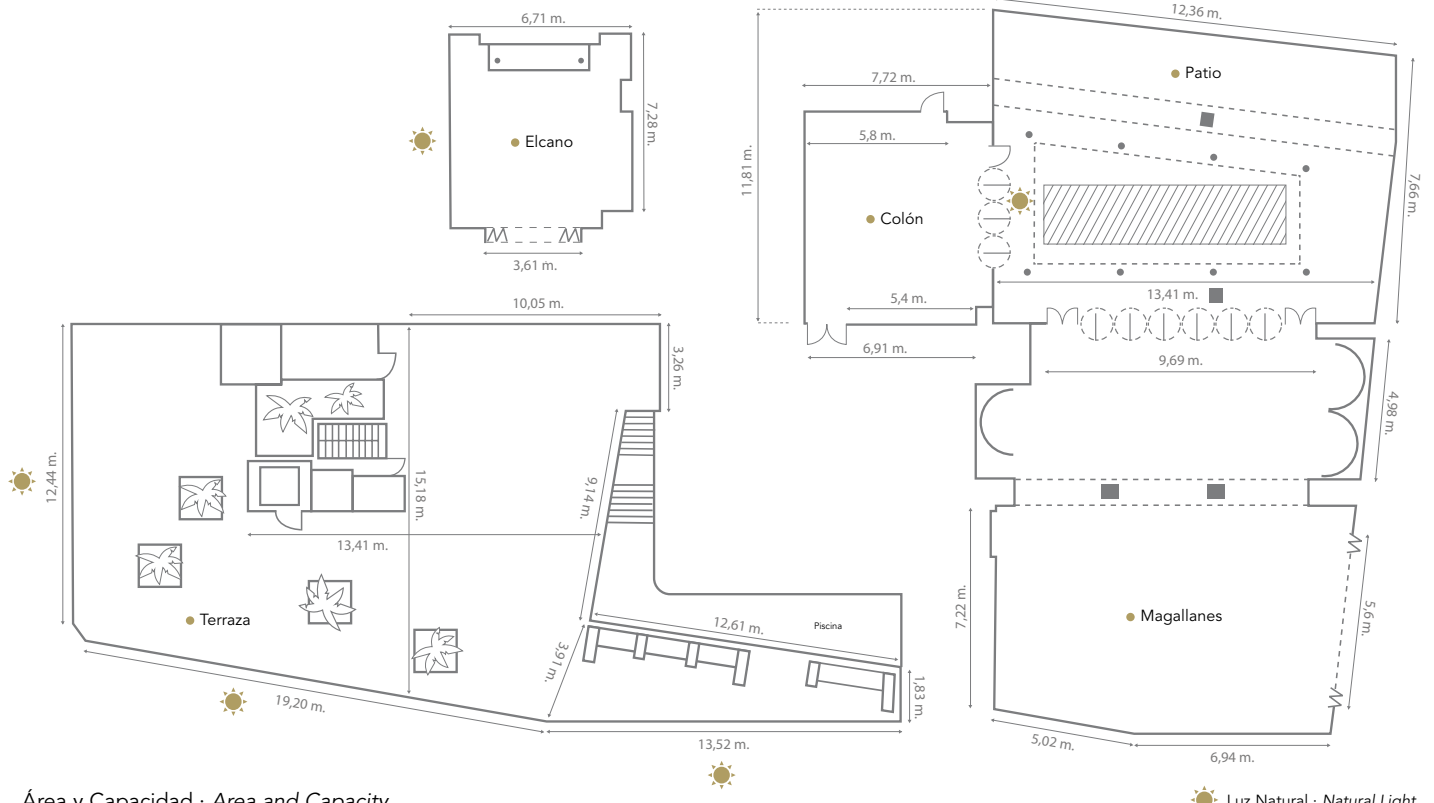 6,71 m.
7,28 m.
Elcano
3,61 m.
12,36 m.
Patio
7,72 m.
5,8 m.
11,81 m.
7,66 m.
Colón
5,4 m.
13,41 m.
6,91 m.
9,69 m.
4,98 m.
10,05 m.
3,26 m.
12,44 m.
15,18 m.
9,14 m.
13,41 m.
Terraza
12,61 m.
Piscina
3,91 m.
1,83 m.
19,20 m.
13,52 m.
7,22 m.
Magallanes
5,6 m.
5,02 m.
6,94 m.
Área y Capacidad · Area and Capacity
Luz Natural · Natural Light